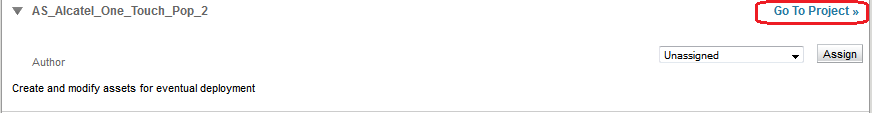 AS_Alcatel_One_Touch_Pop_2 Go To Project »
Author Unassigned Assign
Create and modify assets for eventual deployment